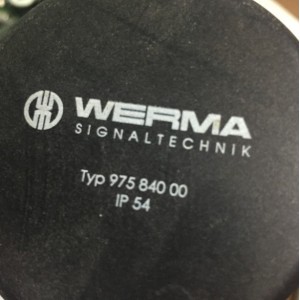 WERMA
SIGNALTECHNIK
Typ 975 840 00
IP 54